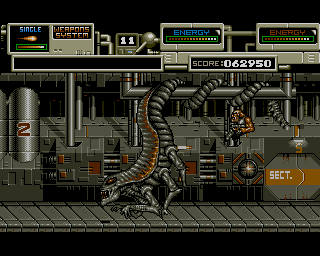 SINGLE
WEAPONS
SYSTEM
11
ENERGY
ENERGY
SCORE:062950
2
SECT.